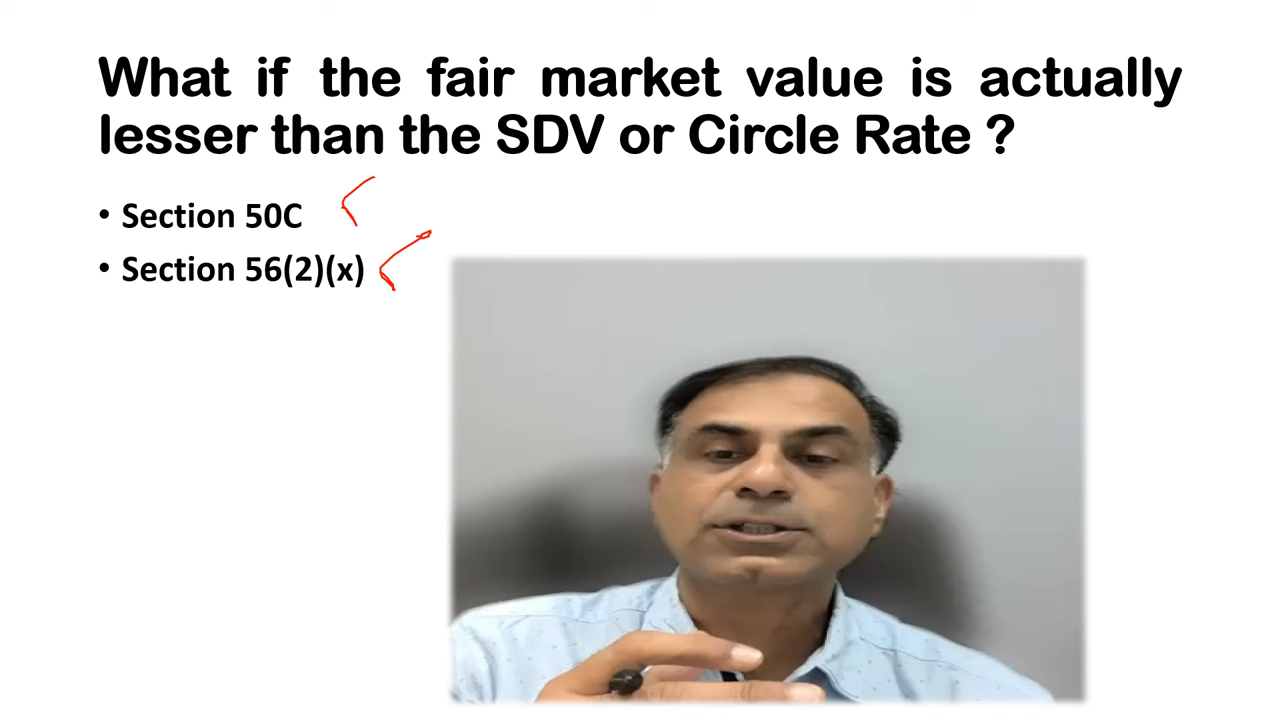 What if the fair market value is actually
lesser than the SDV or Circle Rate ?
• Section 50C
• Section 56(2)(x)